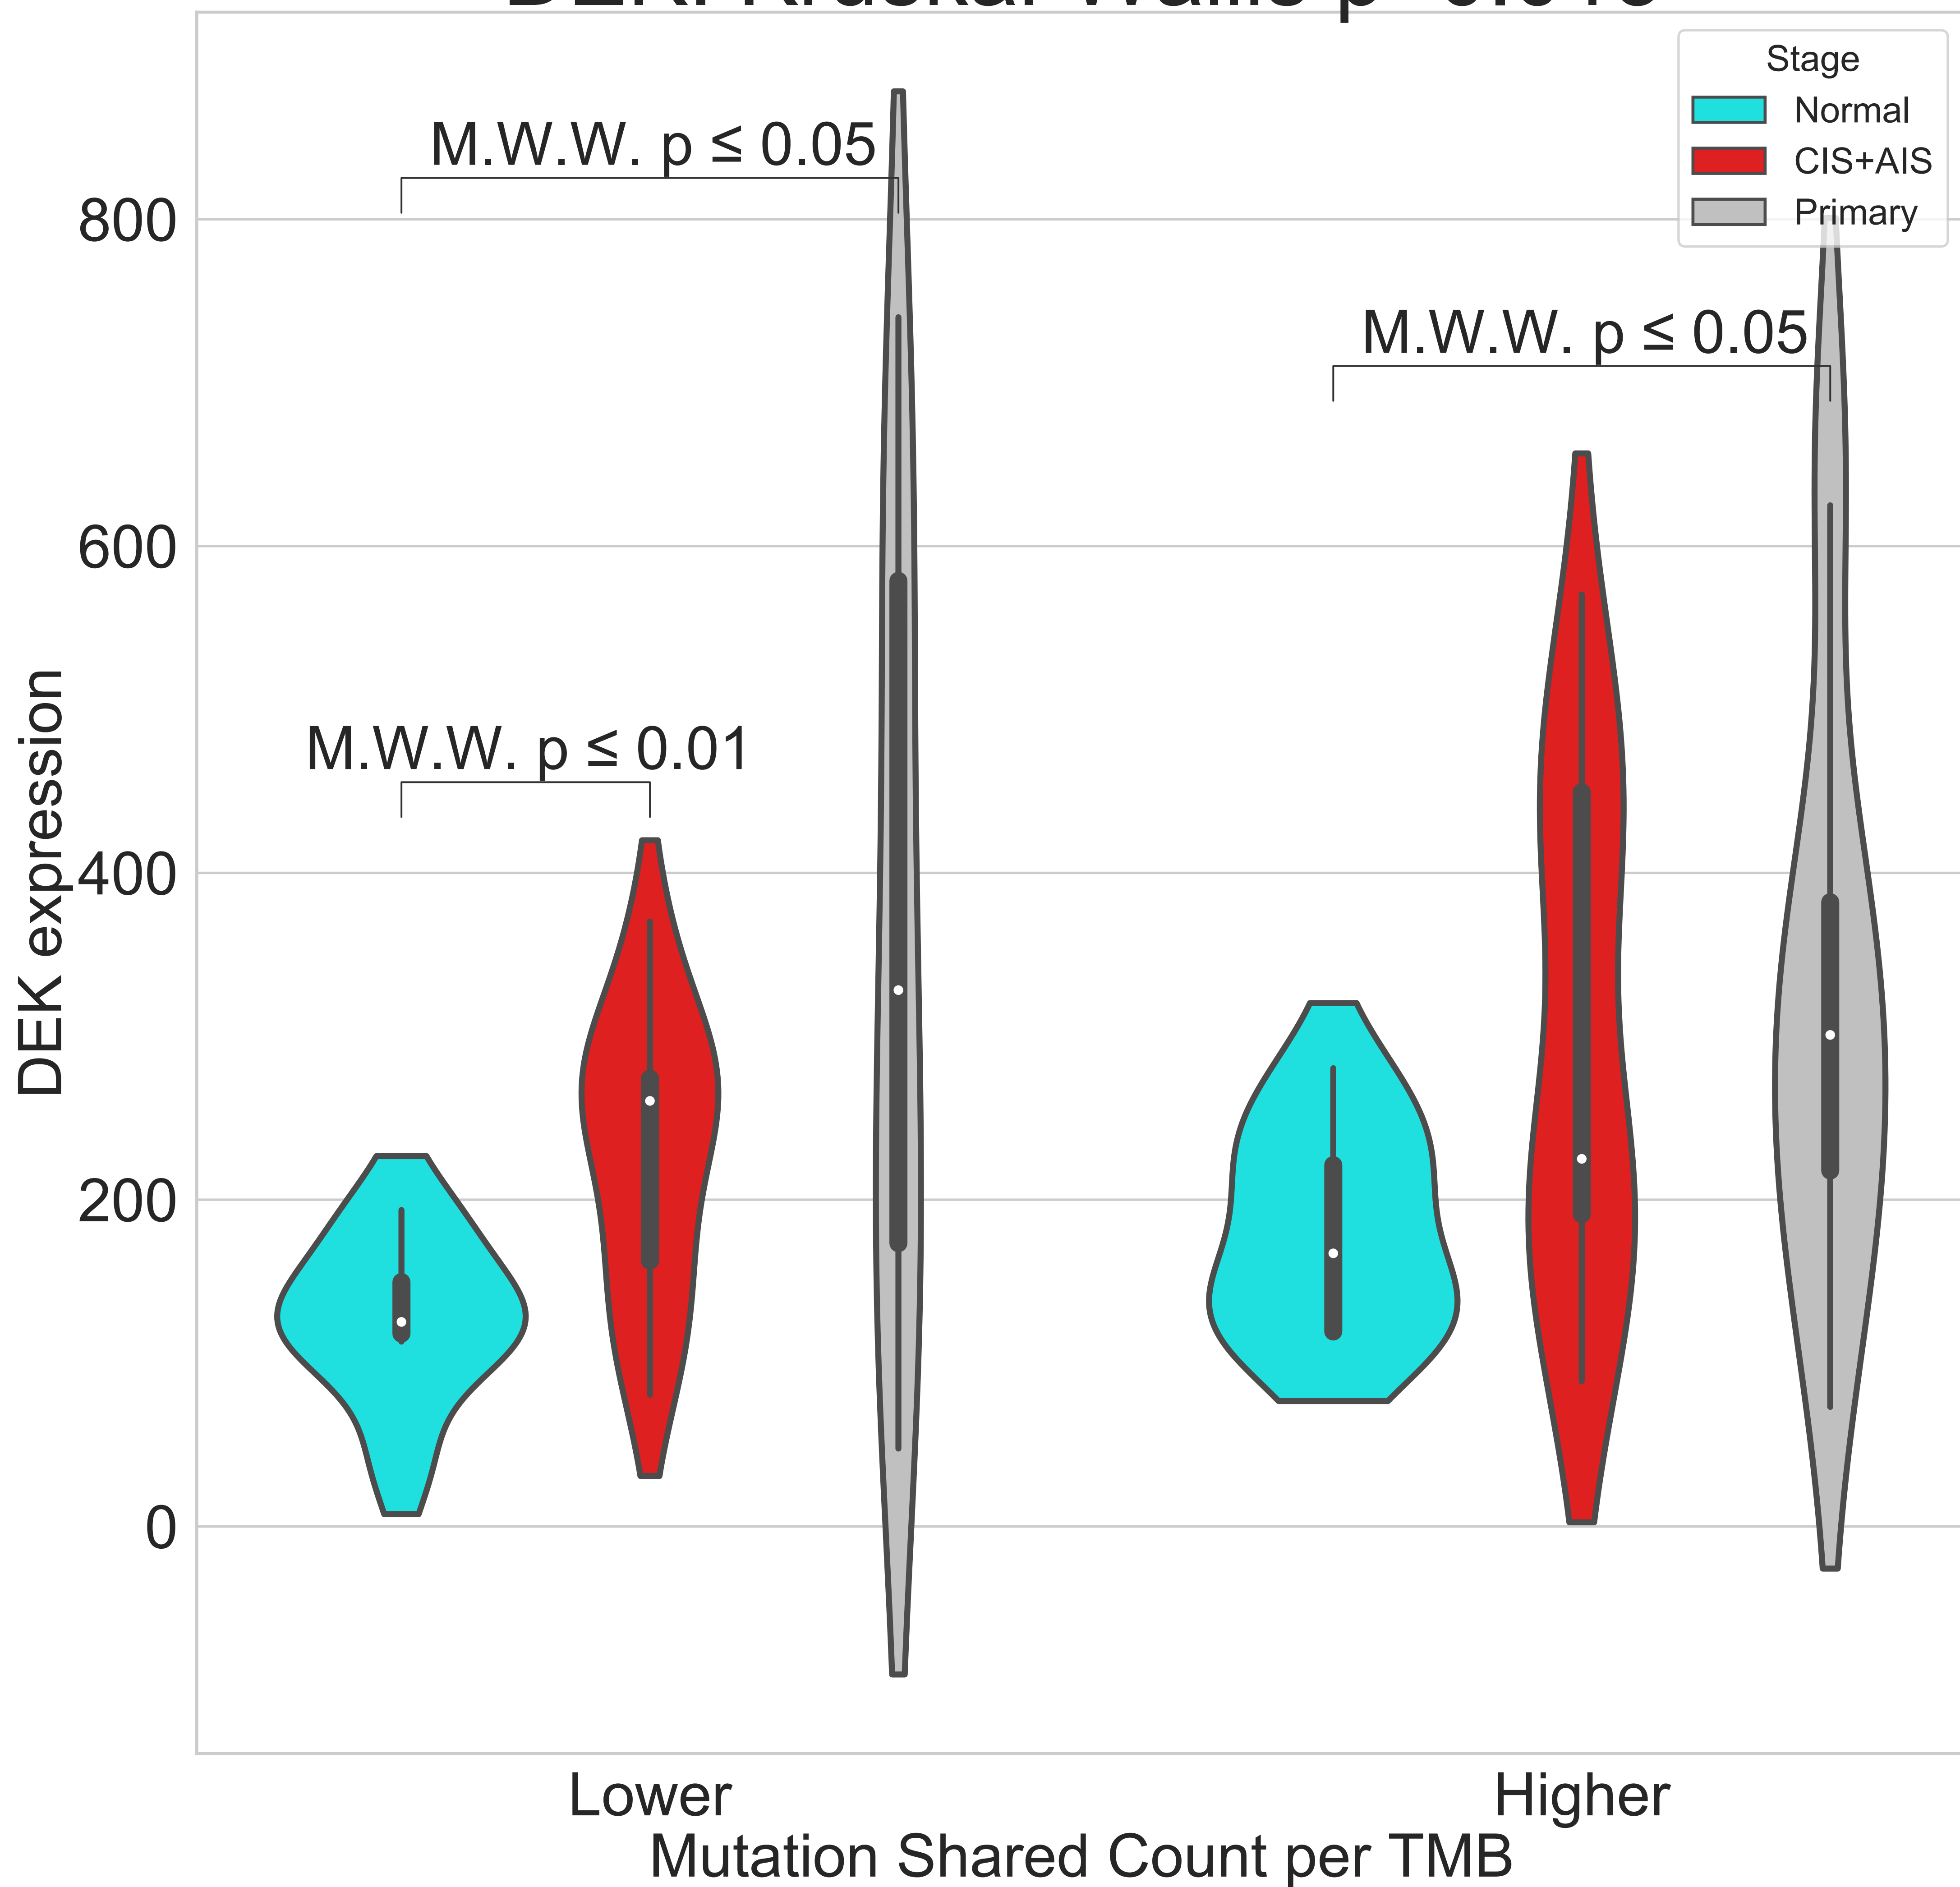 Stage
Normal
CIS+AIS
Primary
M.W.W. p ≤ 0.05
M.W.W. p ≤ 0.05
M.W.W. p ≤ 0.01
800
600
400
200
0
DEK expression
Lower
Higher
Mutation Shared Count per TMB